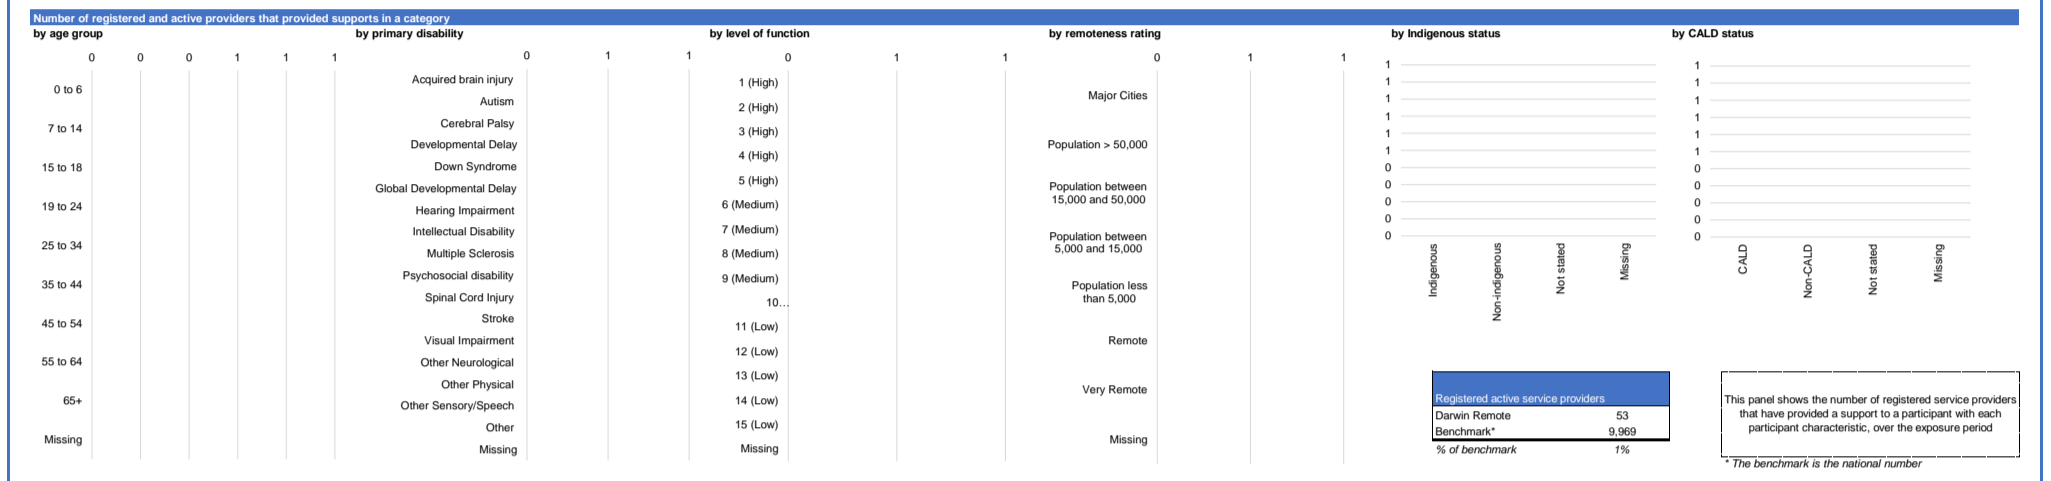 Number of registered and active providers that provided supports in a category
by age group
0 0 0 1 1 1
0 to 6
7 to 14
15 to 18
19 to 24
25 to 34
35 to 44
45 to 54
55 to 64
65+
Missing
by primary disability
0 1 1
Acquired brain injury
Autism
Cerebral Palsy
Developmental Delay
Down Syndrome
Global Developmental Delay
Hearing Impairment
Intellectual Disability
Multiple Sclerosis
Psychosocial disability
Spinal Cord Injury
Stroke
Visual Impairment
Other Neurological
Other Physical
Other Sensory/Speech
Other
Missing
by level of function
0 1 1
1 (High)
2 (High)
3 (High)
4 (High)
5 (High)
6 (Medium)
7 (Medium)
8 (Medium)
9 (Medium)
10...
11 (Low)
12 (Low)
13 (Low)
14 (Low)
15 (Low)
Missing
by remoteness rating
0 1 1
Major Cities
Population > 50,000
Population between
15,000 and 50,000
Population between
5,000 and 15,000
Population less
than 5,000
Remote
Very Remote
Missing
by Indigenous status
1
1
1
1
1
1
0
0
0
0
0
Indigenous
Non-indigenous
Not stated
Missing
by CALD status
1
1
1
1
1
1
0
0
0
0
0
CALD
Non-CALD
Not stated
Missing
Registered active service providers
Darwin Remote 53
Benchmark* 9,969
% of benchmark 1%
This panel shows the number of registered service providers
that have provided a support to a participant with each
participant characteristic, over the exposure period
* The benchmark is the national number